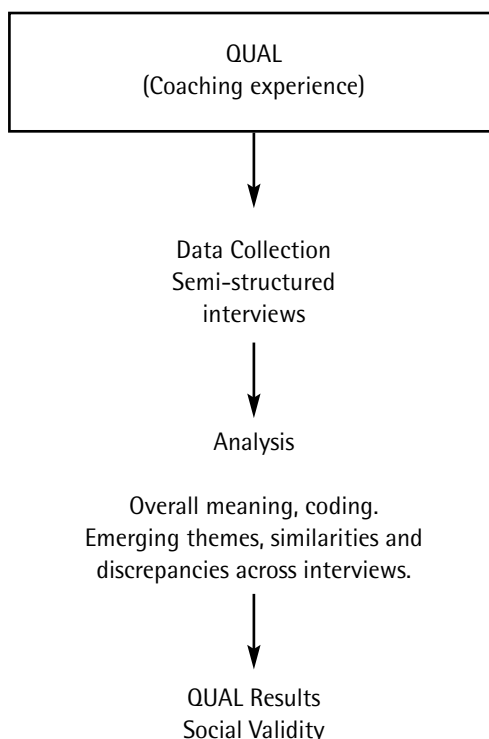 QUAL
(Coaching experience)
Data Collection
Semi-structured
interviews
Analysis
Overall meaning, coding.
Emerging themes, similarities and
discrepancies across interviews.
QUAL Results
Social Validity